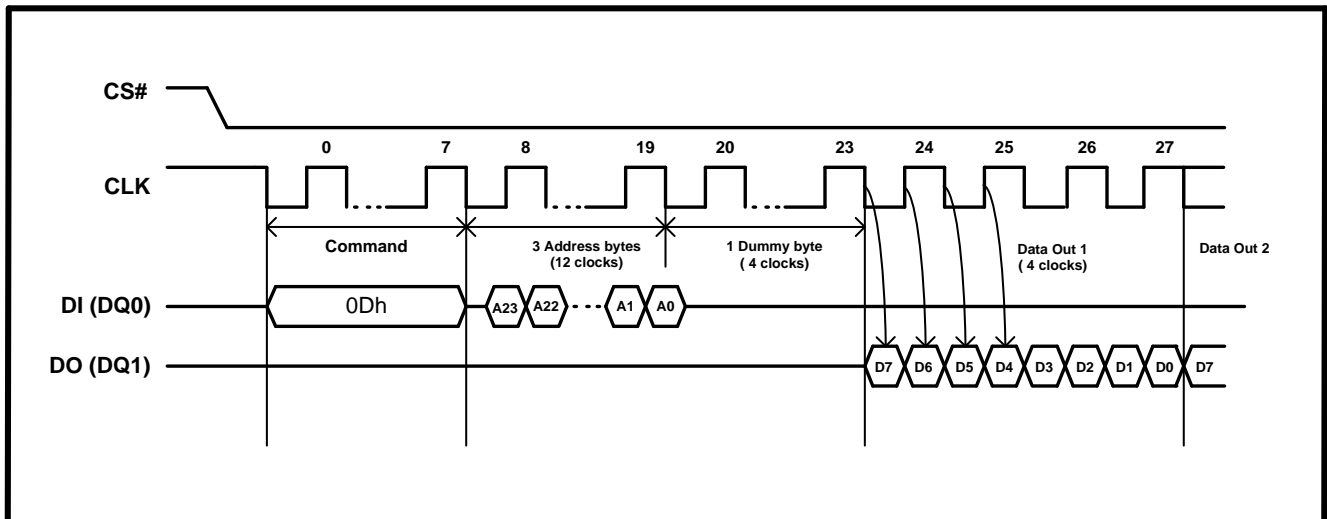 CS#
0 7 8 19 20 23 24 25 26 27
CLK
Command
3 Address bytes
(12 clocks)
1 Dummy byte
( 4 clocks)
Data Out 1
( 4 clocks)
Data Out 2
DI (DQ0)
0Dh
A23 A22 A1 A0
DO (DQ1)
D7 D6 D5 D4 D3 D2 D1 D0 D7